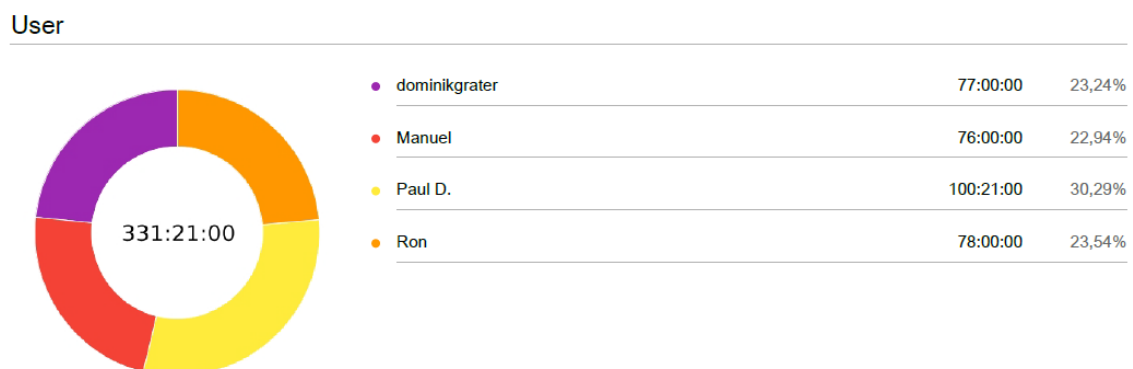 User
dominikgrater 77:00:00 23,24%
Manuel 76:00:00 22,94%
Paul D. 100:21:00 30,29%
331:21:00
Ron 78:00:00 23,54%